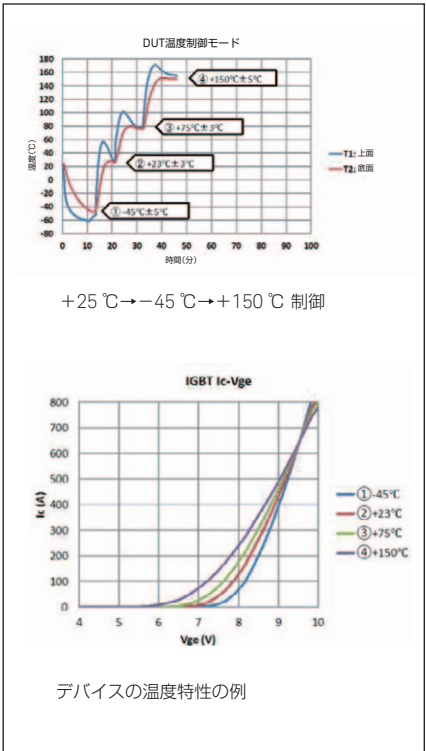 DUT温度制御モード
180
160
140
120
100
80
60
40
20
0
-20
-40
-60
-80
温度(℃)
④ +150℃±5℃
③ +75℃±3℃
② +23℃±3℃
① -45℃±5℃
T1: 上面
T2: 底面
0 10 20 30 40 50 60 70 80 90 100
時間(分)
+25 ℃→−45 ℃→+150 ℃ 制御
IGBT Ic-Vge
800
700
600
500
400
300
200
100
0
Ic (A)
①-45℃
②+23℃
③+75℃
④+150℃
4 5 6 7 8 9 10
Vge (V)
デバイスの温度特性の例